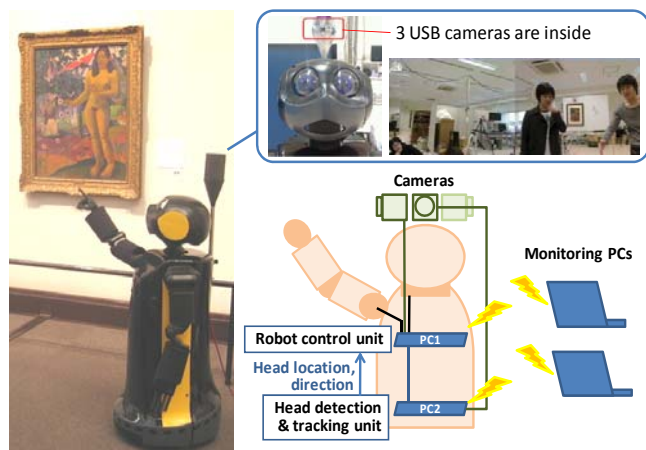 3 USB cameras are inside
Cameras
Monitoring PCs
Robot control unit
PC1
Head location,
direction
Head detection
& tracking unit
PC2